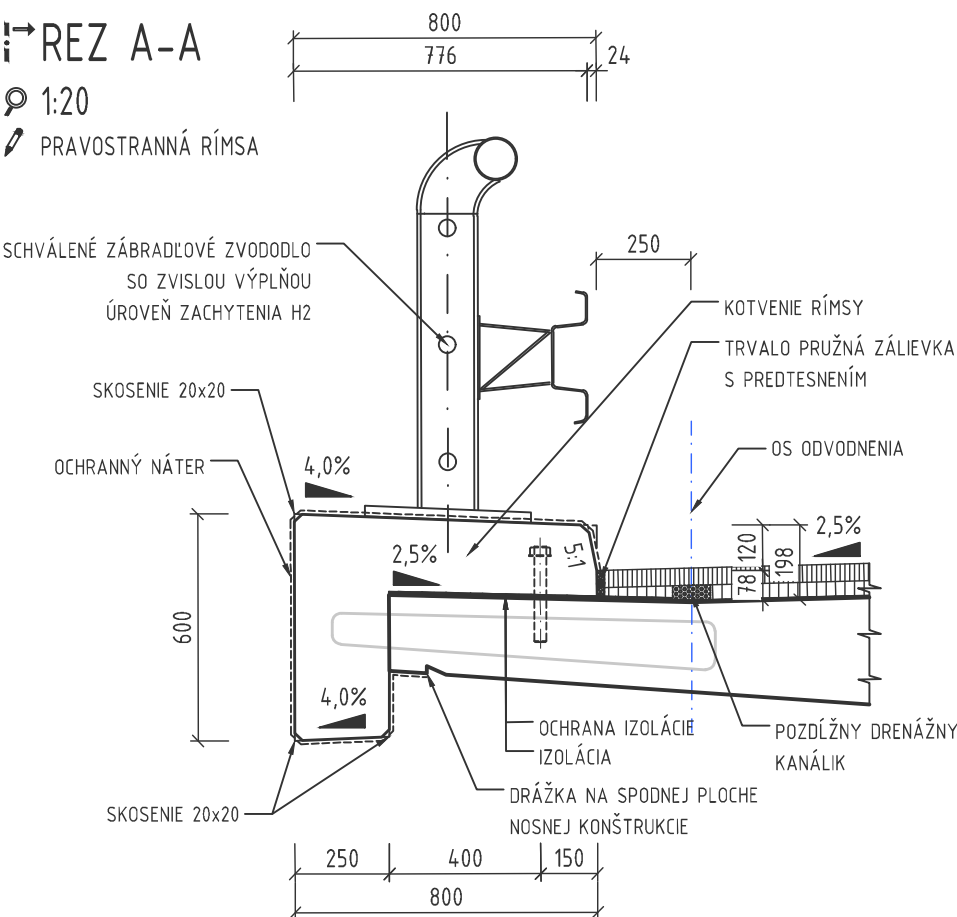 REZ A-A
1:20
PRAVOSTRANNÁ RÍMSA
800
776
24
250
SCHVÁLENÉ ZÁBRADĽOVÉ ZVODODLO
SO ZVISLOU VÝPLŇOU
ÚROVEŇ ZACHYTENIA H2
KOTVENIE RÍMSY
TRVALO PRUŽNÁ ZÁLIEVKA
S PREDTESNENÍM
SKOSENIE 20x20
OS ODVODNENIA
OCHRANNÝ NÁTER
4,0%
2,5%
5:1
78
120
198
2,5%
600
4,0%
OCHRANA IZOLÁCIE
IZOLÁCIA
POZDĹŽNY DRENÁŽNY
KANÁLIK
DRÁŽKA NA SPODNEJ PLOCHE
NOSNEJ KONŠTRUKCIE
SKOSENIE 20x20
250
400
150
800